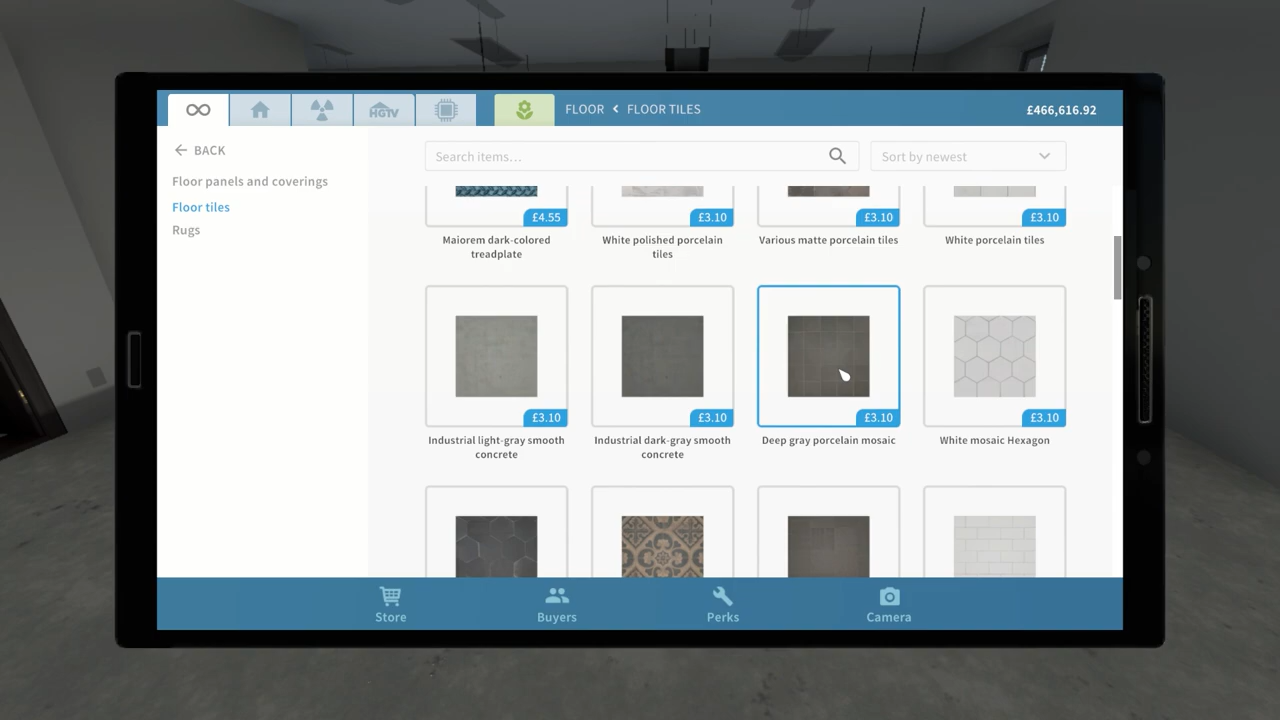 HGTV
FLOOR < FLOOR TILES
£466,616.92
BACK
Search items...
Sort by newest
Floor panels and coverings
Floor tiles
Rugs
£4.55
£3.10
£3.10
£3.10
Maiorem dark-colored
treadplate
White polished porcelain
tiles
Various matte porcelain tiles
White porcelain tiles
£3.10
£3.10
£3.10
£3.10
Industrial light-gray smooth
concrete
Industrial dark-gray smooth
concrete
Deep gray porcelain mosaic
White mosaic Hexagon
Store
Buyers
Perks
Camera